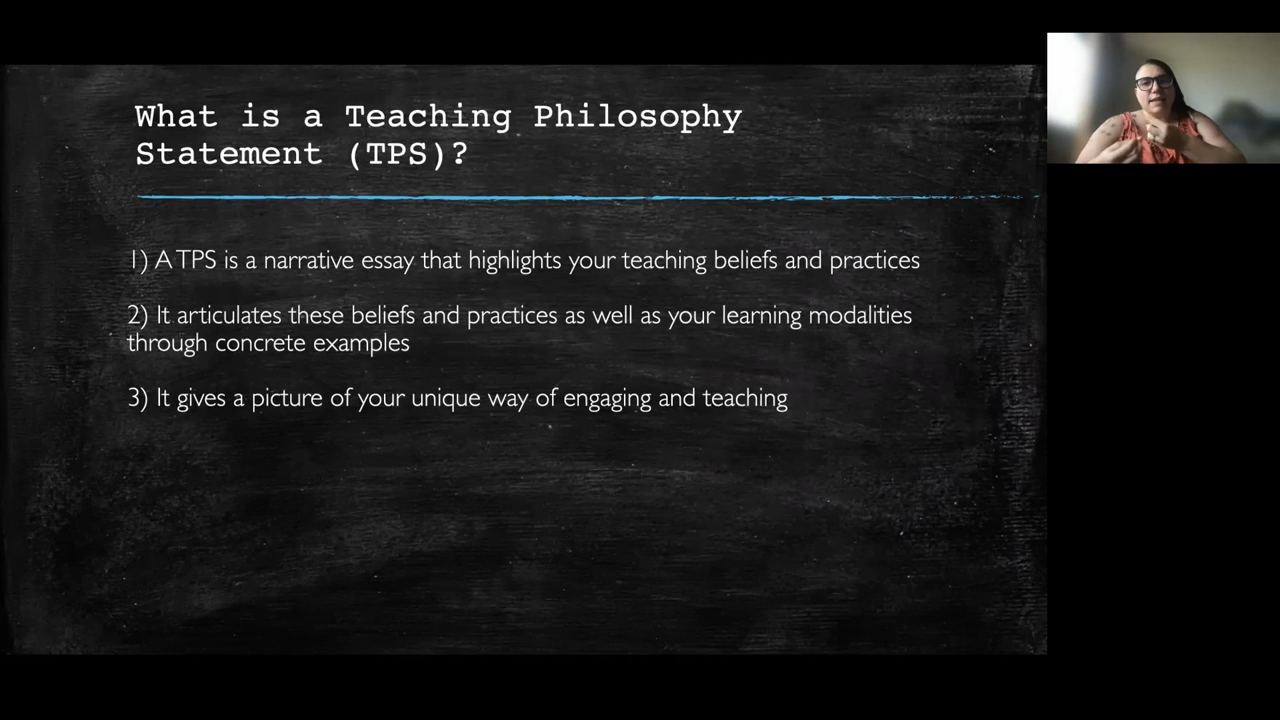 What is a Teaching Philosophy
Statement (TPS)?
1) A TPS is a narrative essay that highlights your teaching beliefs and practices
2) It articulates these beliefs and practices as well as your learning modalities
through concrete examples
3) It gives a picture of your unique way of engaging and teaching